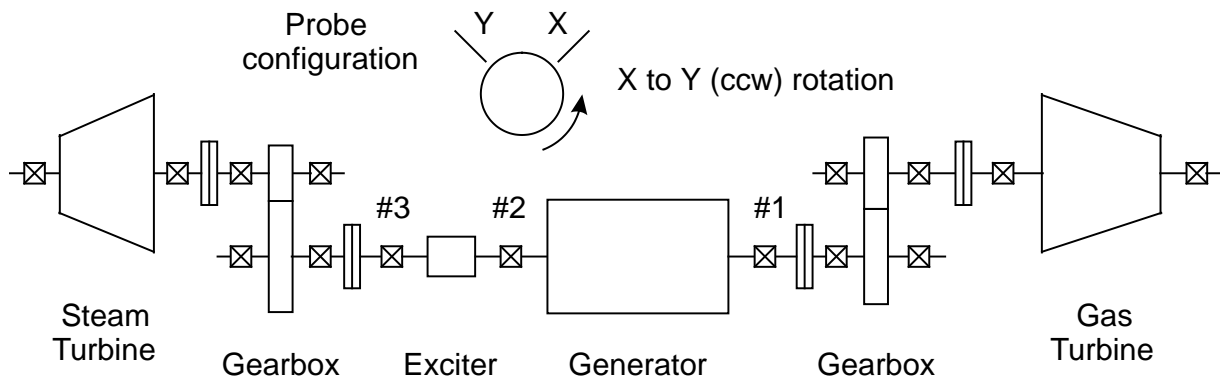 Probe
configuration
Y
X
X to Y (ccw) rotation
#3
#2
#1
Steam
Turbine
Gearbox
Exciter
Generator
Gearbox
Gas
Turbine